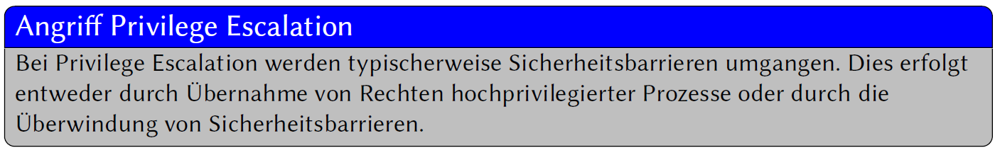 Angriff Privilege Escalation
Bei Privilege Escalation werden typischerweise Sicherheitsbarrieren umgangen. Dies erfolgt
entweder durch Übernahme von Rechten hochprivilegierter Prozesse oder durch die
Überwindung von Sicherheitsbarrieren.